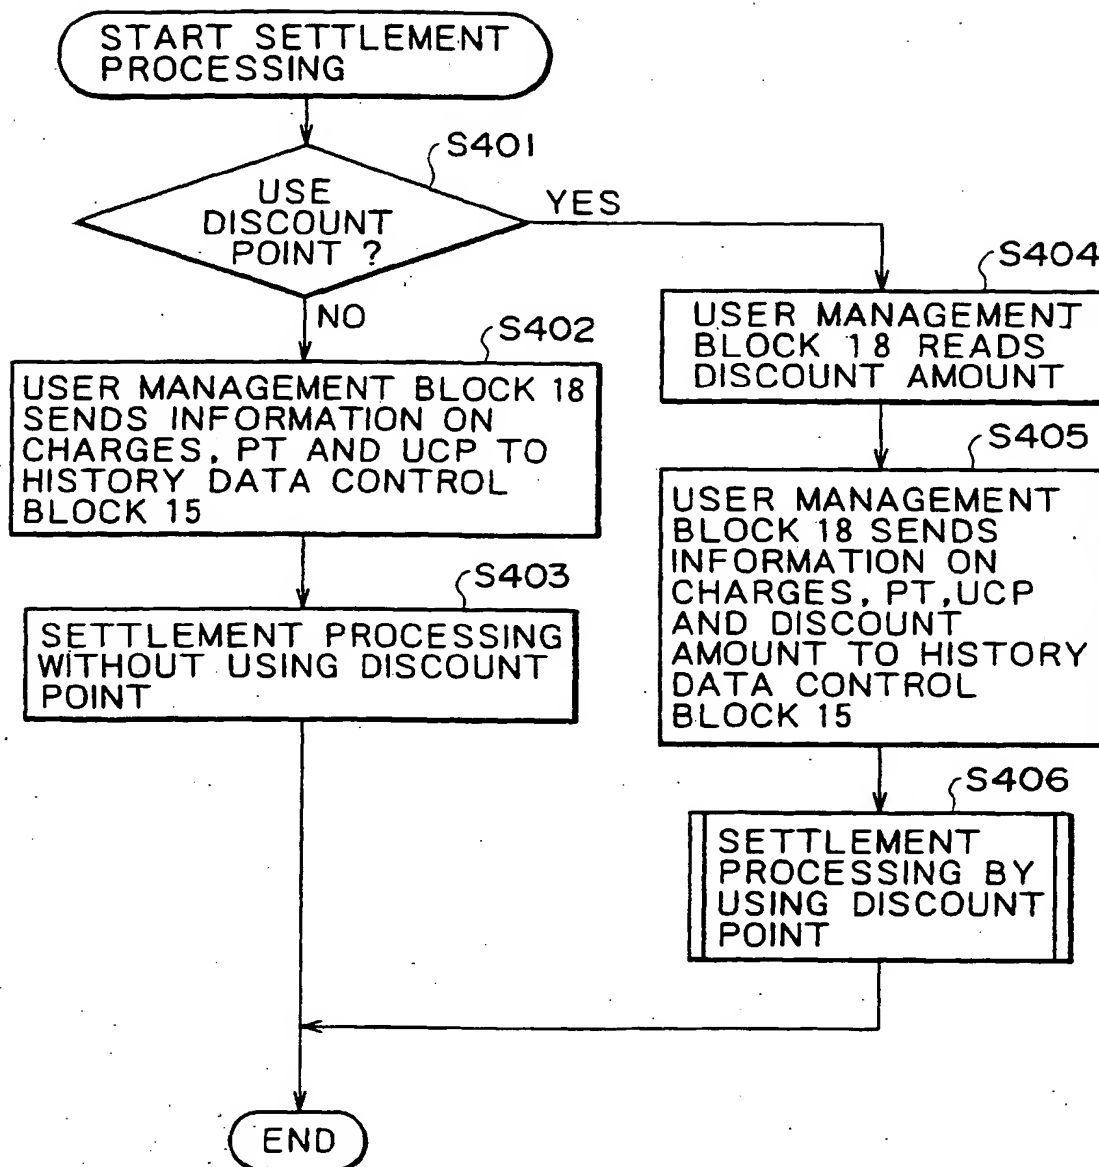 START SETTLEMENT
PROCESSING
S401
USE
DISCOUNT
POINT ?
YES
NO
S402
USER MANAGEMENT BLOCK 18
SENDS INFORMATION ON
CHARGES, PT AND UCP TO
HISTORY DATA CONTROL
BLOCK 15
S403
SETTLEMENT PROCESSING
WITHOUT USING DISCOUNT
POINT
S404
USER MANAGEMENT
BLOCK 18 READS
DISCOUNT AMOUNT
S405
USER MANAGEMENT
BLOCK 18 SENDS
INFORMATION ON
CHARGES, PT, UCP
AND DISCOUNT
AMOUNT TO HISTORY
DATA CONTROL
BLOCK 15
S406
SETTLEMENT
PROCESSING BY
USING DISCOUNT
POINT
END